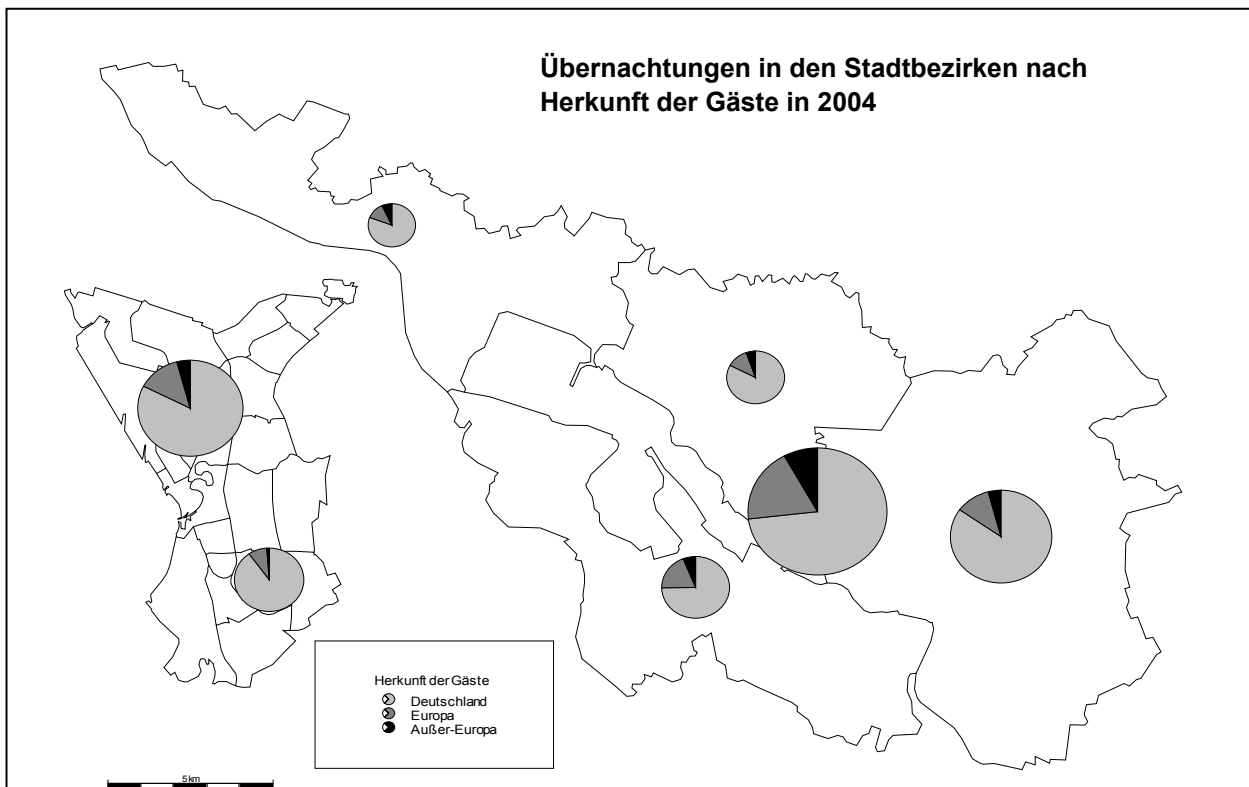 Übernachtungen in den Stadtbezirken nach
Herkunft der Gäste in 2004
Herkunft der Gäste
Deutschland
Europa
Außer-Europa
5 km